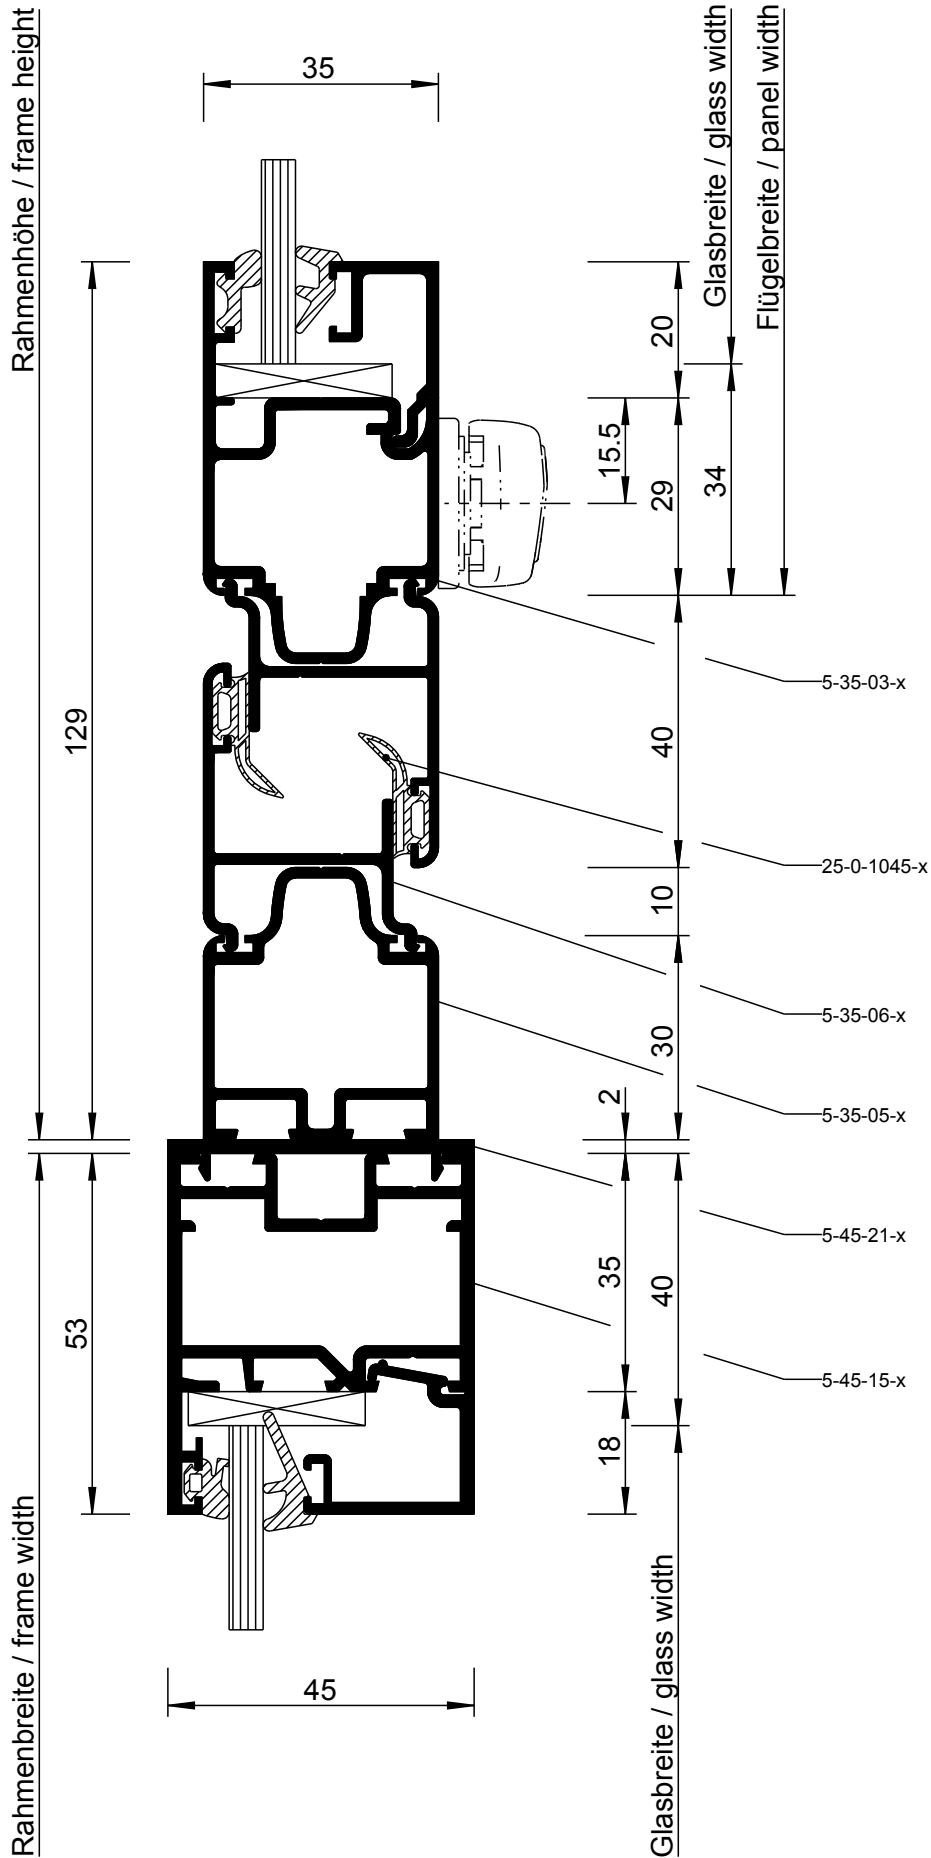 Rahmenhöhe / frame height
35
Glasbreite / glass width
Flügelbreite / panel width
20
15.5
29
34
5-35-03-x
129
40
25-0-1045-x
10
5-35-06-x
30
2
5-35-05-x
5-45-21-x
35
40
53
5-45-15-x
18
Rahmenbreite / frame width
Glasbreite / glass width
45